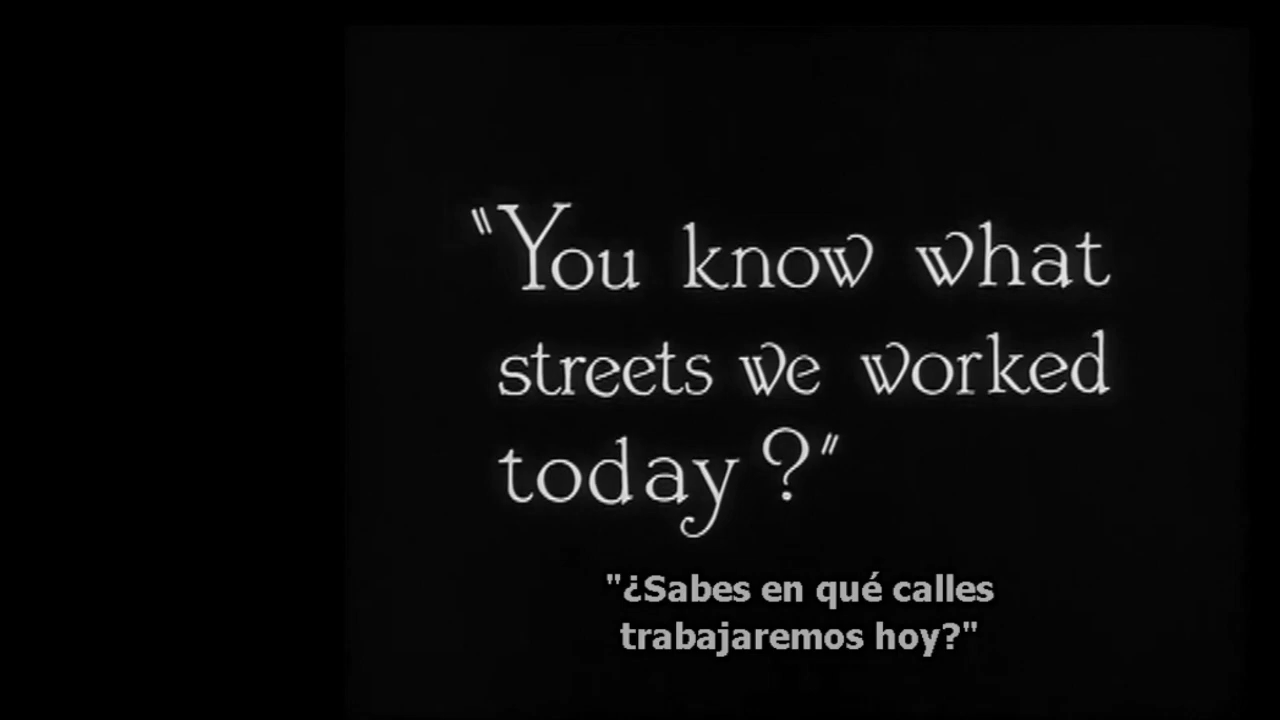 "You know what
streets we worked
today?"
"¿Sabes en qué calles
trabajaremos hoy?"